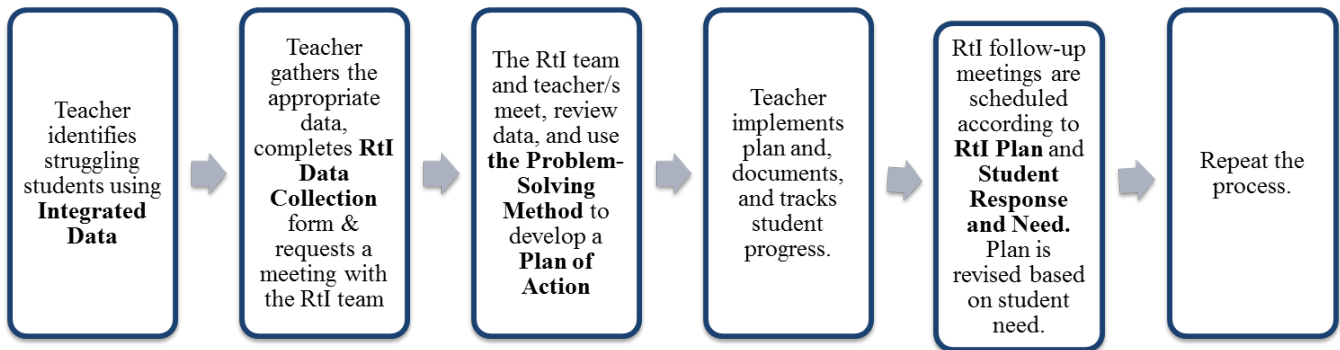 Teacher
identifies
struggling
students using
Integrated
Data
Teacher
gathers the
appropriate
data,
completes RtI
Data
Collection
form &
requests a
meeting with
the RtI team
The RtI team
and teacher/s
meet, review
data, and use
the Problem-
Solving
Method to
develop a
Plan of
Action
Teacher
implements
plan and,
documents,
and tracks
student
progress.
RtI follow-up
meetings are
scheduled
according to
RtI Plan and
Student
Response
and Need.
Plan is
revised based
on student
need.
Repeat the
process.